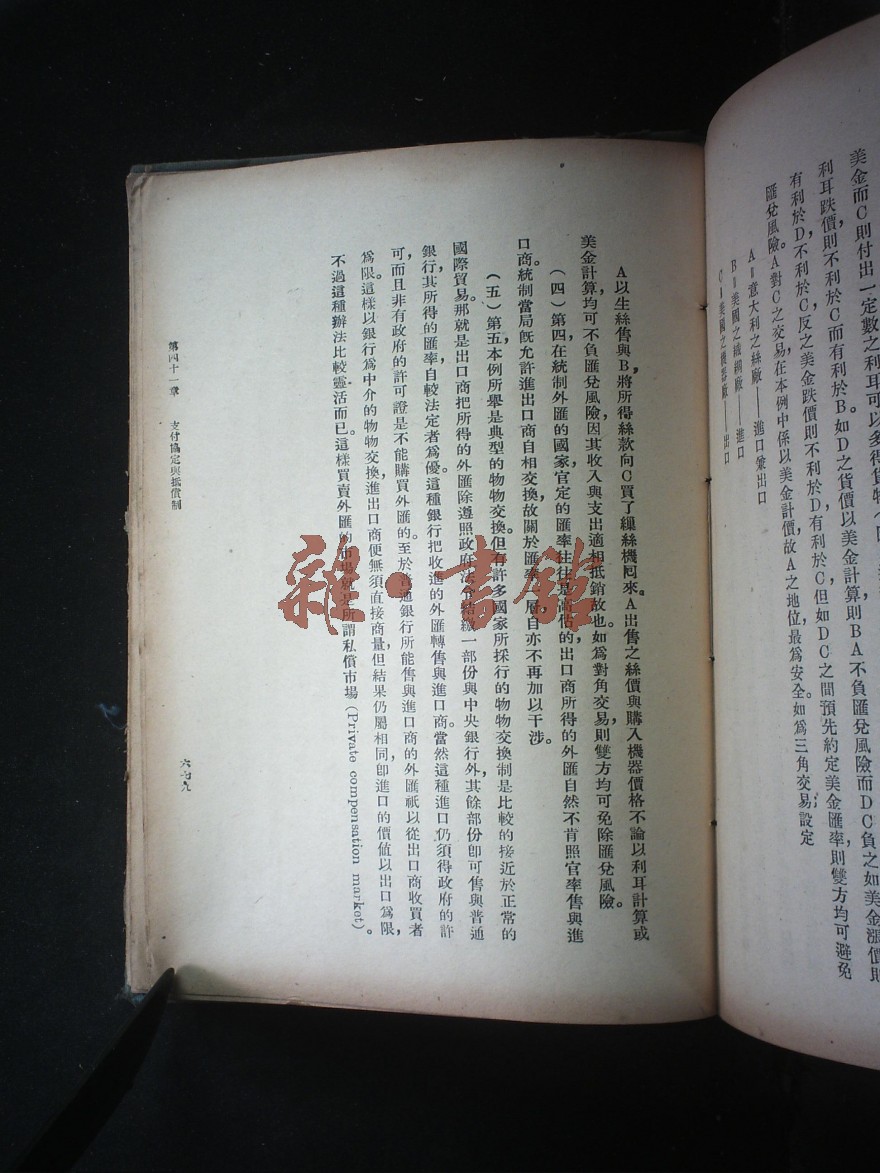 美金而C則付出一定數之利耳可以多得貨物
利耳跌價則不利於C而有利於B。如D之貨價以美金計算則BA不負匯兌風險而DC負之如美金漲價則
有利於D不利於C,反之美金跌價則不利於D有利於C,但如DC之間預先約定美金匯率,則雙方均可避免
匯兌風險。A對C之交易,在本例中係以美金計價故A之地位最爲安全。如爲三角交易設定
A＝意大利之絲廠——進口兼出口
B＝美國之織綢廠——進口
C＝美國之機器廠——出口
A以生絲售與B,將所得絲款向C買了繅絲機囘來。A出售之絲價與購入機器價格不論以利耳計算或
美金計算均可不負匯兌風險,因其收入與支出適相抵銷故也。如爲對角交易則雙方均可免除匯兌風險。
(四)第四在統制外匯的國家官定的匯率往往是高估的出口商所得的外匯自然不肯照官率售與進
口商。統制當局旣允許進出口商自相交換故關於匯率一層自亦不再加以干涉。
(五)第五本例所舉是典型的物物交換但有許多國家所採行的物物交換制是比較的接近於正常的
國際貿易。那就是出口商把所得的外匯除遵照政府法令結繳一部份與中央銀行外,其餘部份卽可售與普通
銀行,其所得的匯率自較法定者爲優。這種銀行把收進的外匯轉售與進口商。當然這種進口仍須得政府的許
可,而且非有政府的許可證是不能購買外匯的。至於普通銀行所能售與進口商的外匯祇以從出口商收買者
爲限。這樣以銀行爲中介的物物交換進出口商便無須直接商量但結果仍屬相同,卽進口的價值以出口爲限,
不過這種辦法比較靈活而已。這樣買賣外匯的市場就是所謂私償市場(Private compensation market)。
第四十一章 支付協定與抵償制
六七九
雜·書館